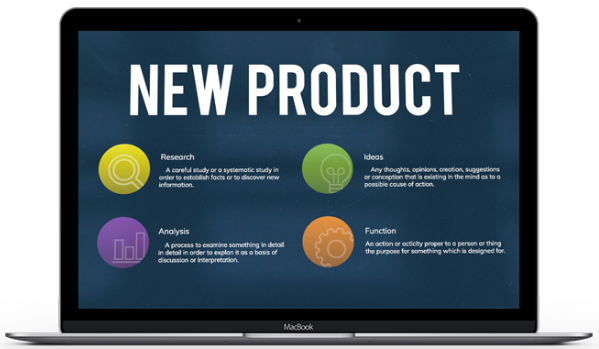 NEW PRODUCT
Research
A careful study or a systematic study in
order to establish facts or to discover new
information.
Ideas
Any thoughts, opinions, creation, suggestions
or conception that is existing in the mind as to a
possible cause of action.
Analysis
A process to examine something in detail
in detail in order to explan it as a basis of
discussion or interpretation.
Function
An action or activity proper to a person or thing
the purpose for something which is designed for.
MacBook